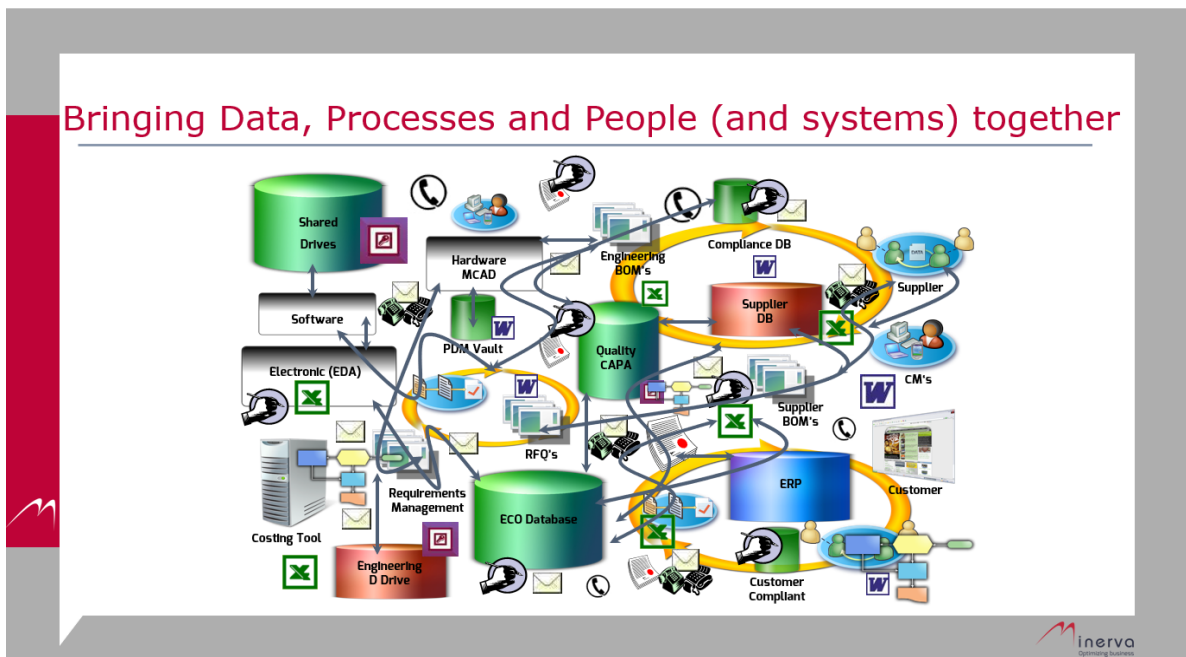 Bringing Data, Processes and People (and systems) together
Shared
Drives
Hardware
MCAD
Engineering
BOM's
Compliance DB
Supplier
Software
Supplier
DB
PDM Vault
Quality
CAPA
Electronic (EDA)
CM's
Supplier
BOM's
RFQ's
Customer
ERP
Requirements
Management
ECO Database
Costing Tool
Engineering
D Drive
Customer
Compliant
Minerva
Optimizing business